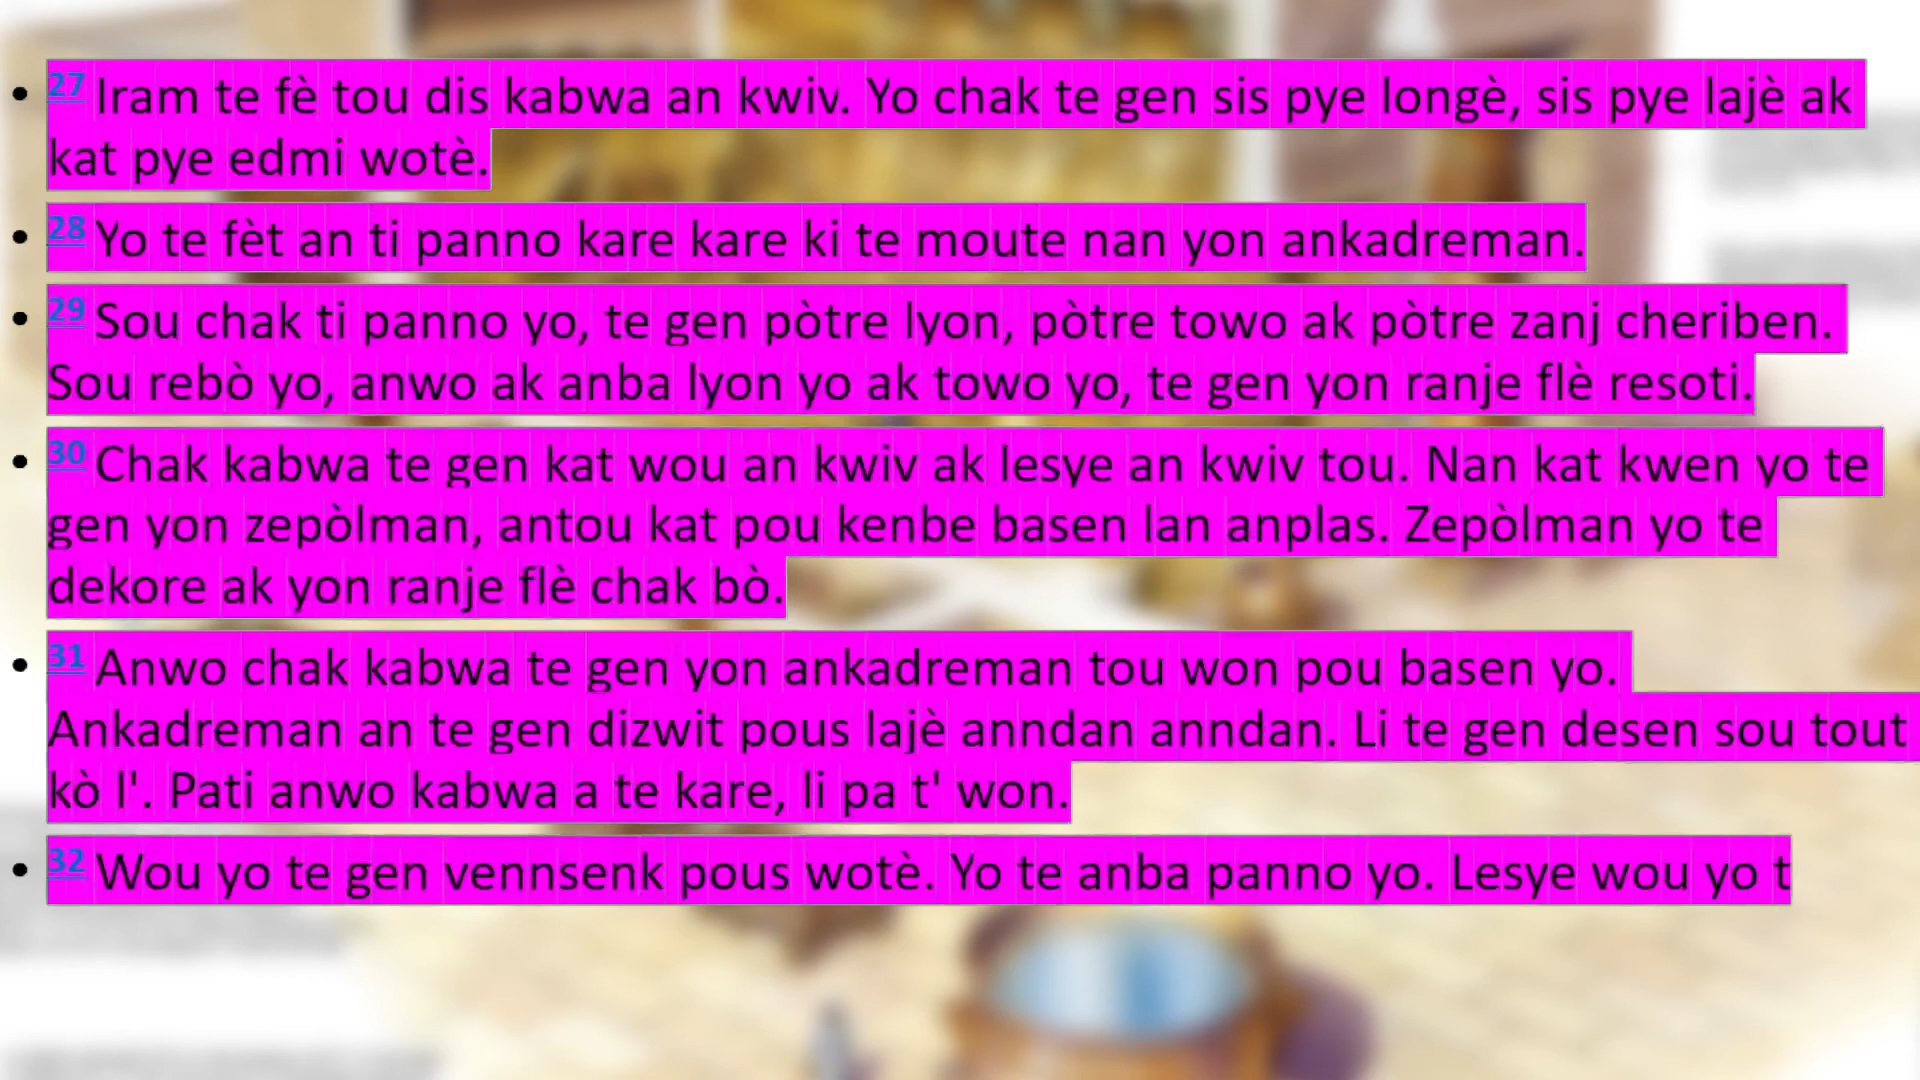 27 Iram te fè tou dis kabwa an kwiv. Yo chak te gen sis pye longè, sis pye lajè ak
kat pye edmi wotè.
28 Yo te fèt an ti panno kare kare ki te moute nan yon ankadreman.
29 Sou chak ti panno yo, te gen pòtre lyon, pòtre towo ak pòtre zanj cheriben.
Sou rebò yo, anwo ak anba lyon yo ak towo yo, te gen yon ranje flè resoti.
30 Chak kabwa te gen kat wou an kwiv ak lesye an kwiv tou. Nan kat kwen yo te
gen yon zepòlman, antou kat pou kenbe basen lan anplas. Zepòlman yo te
dekore ak yon ranje flè chak bò.
31 Anwo chak kabwa te gen yon ankadreman tou won pou basen yo.
Ankadreman an te gen dizwit pous lajè anndan anndan. Li te gen desen sou tout
kò l'. Pati anwo kabwa a te kare, li pa t' won.
32 Wou yo te gen vennsenk pous wotè. Yo te anba panno yo. Lesye wou yo t